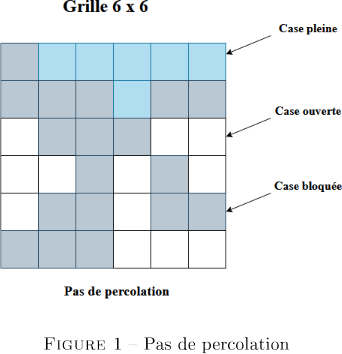 Grille 6 x 6
Case pleine
Case ouverte
Case bloquée
Pas de percolation
FIGURE 1 – Pas de percolation